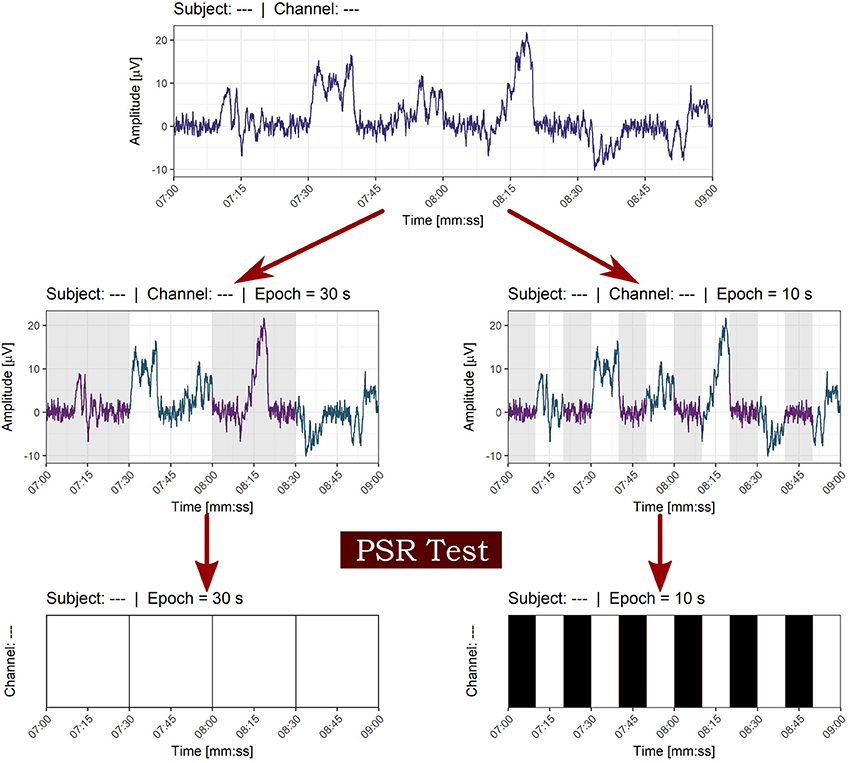 Subject: --- | Channel: ---
Amplitude [µV]
20
10
0
-10
07:00 07:15 07:30 07:45 08:00 08:15 08:30 08:45 09:00
Time [mm:ss]
Subject: --- | Channel: --- | Epoch = 30 s
Amplitude [µV]
20
10
0
-10
07:00 07:15 07:30 07:45 08:00 08:15 08:30 08:45 09:00
Time [mm:ss]
Subject: --- | Channel: --- | Epoch = 10 s
Amplitude [µV]
20
10
0
-10
07:00 07:15 07:30 07:45 08:00 08:15 08:30 08:45 09:00
Time [mm:ss]
PSR Test
Subject: --- | Epoch = 30 s
Channel: ---
07:00 07:15 07:30 07:45 08:00 08:15 08:30 08:45 09:00
Time [mm:ss]
Subject: --- | Epoch = 10 s
Channel: ---
07:00 07:15 07:30 07:45 08:00 08:15 08:30 08:45 09:00
Time [mm:ss]